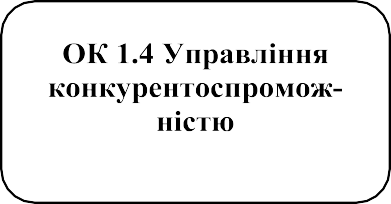 ОК 1.4 Управління
конкурентоспромож-
ністю